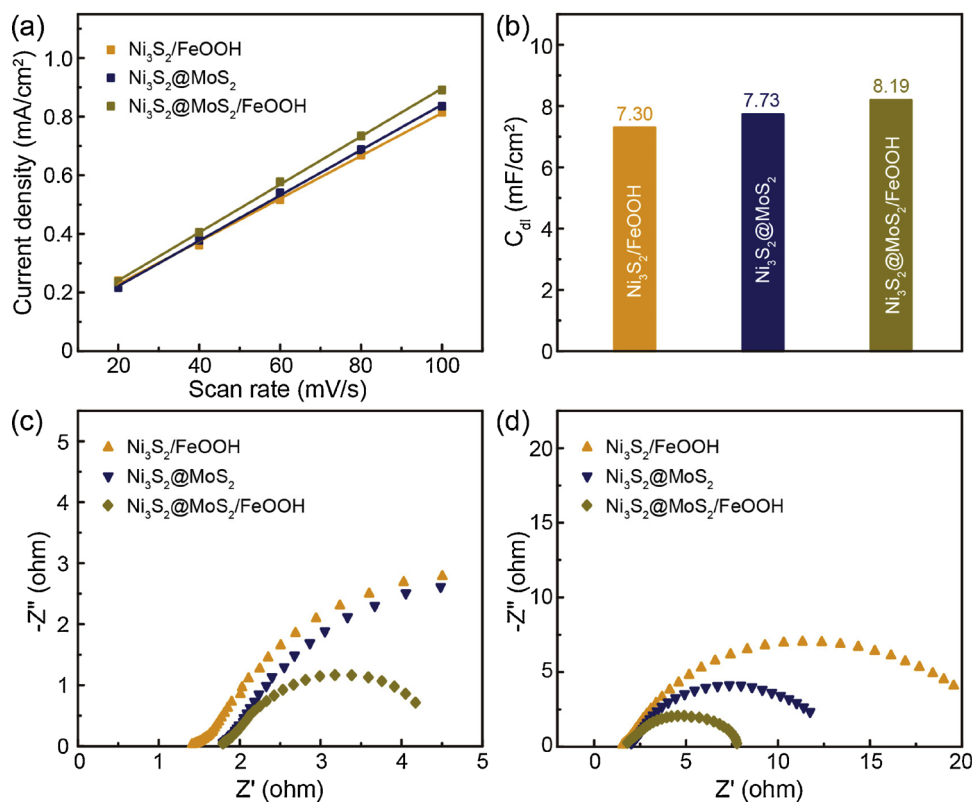 (a)
Ni₃S₂/FeOOH
Ni₃S₂@MoS₂
Ni₃S₂@MoS₂/FeOOH
1.0
0.8
0.6
0.4
0.2
0
Current density (mA/cm²)
20 40 60 80 100
Scan rate (mV/s)
(b)
10
8
6
4
2
0
C_dl (mF/cm²)
7.30 7.73 8.19
Ni₃S₂/FeOOH
Ni₃S₂@MoS₂
Ni₃S₂@MoS₂/FeOOH
(c)
Ni₃S₂/FeOOH
Ni₃S₂@MoS₂
Ni₃S₂@MoS₂/FeOOH
5
4
3
2
1
0
-Z" (ohm)
0 1 2 3 4 5
Z' (ohm)
(d)
Ni₃S₂/FeOOH
Ni₃S₂@MoS₂
Ni₃S₂@MoS₂/FeOOH
20
15
10
5
0
-Z" (ohm)
0 5 10 15 20
Z' (ohm)